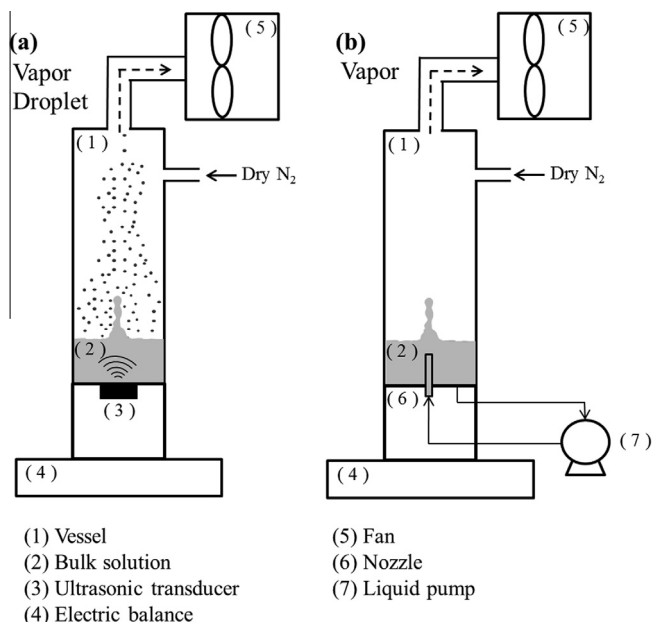 (a)
Vapor
Droplet
(5)
(1)
Dry N₂
(2)
(3)
(4)
(b)
Vapor
(5)
(1)
Dry N₂
(2)
(6)
(7)
(4)
(1) Vessel
(2) Bulk solution
(3) Ultrasonic transducer
(4) Electric balance
(5) Fan
(6) Nozzle
(7) Liquid pump